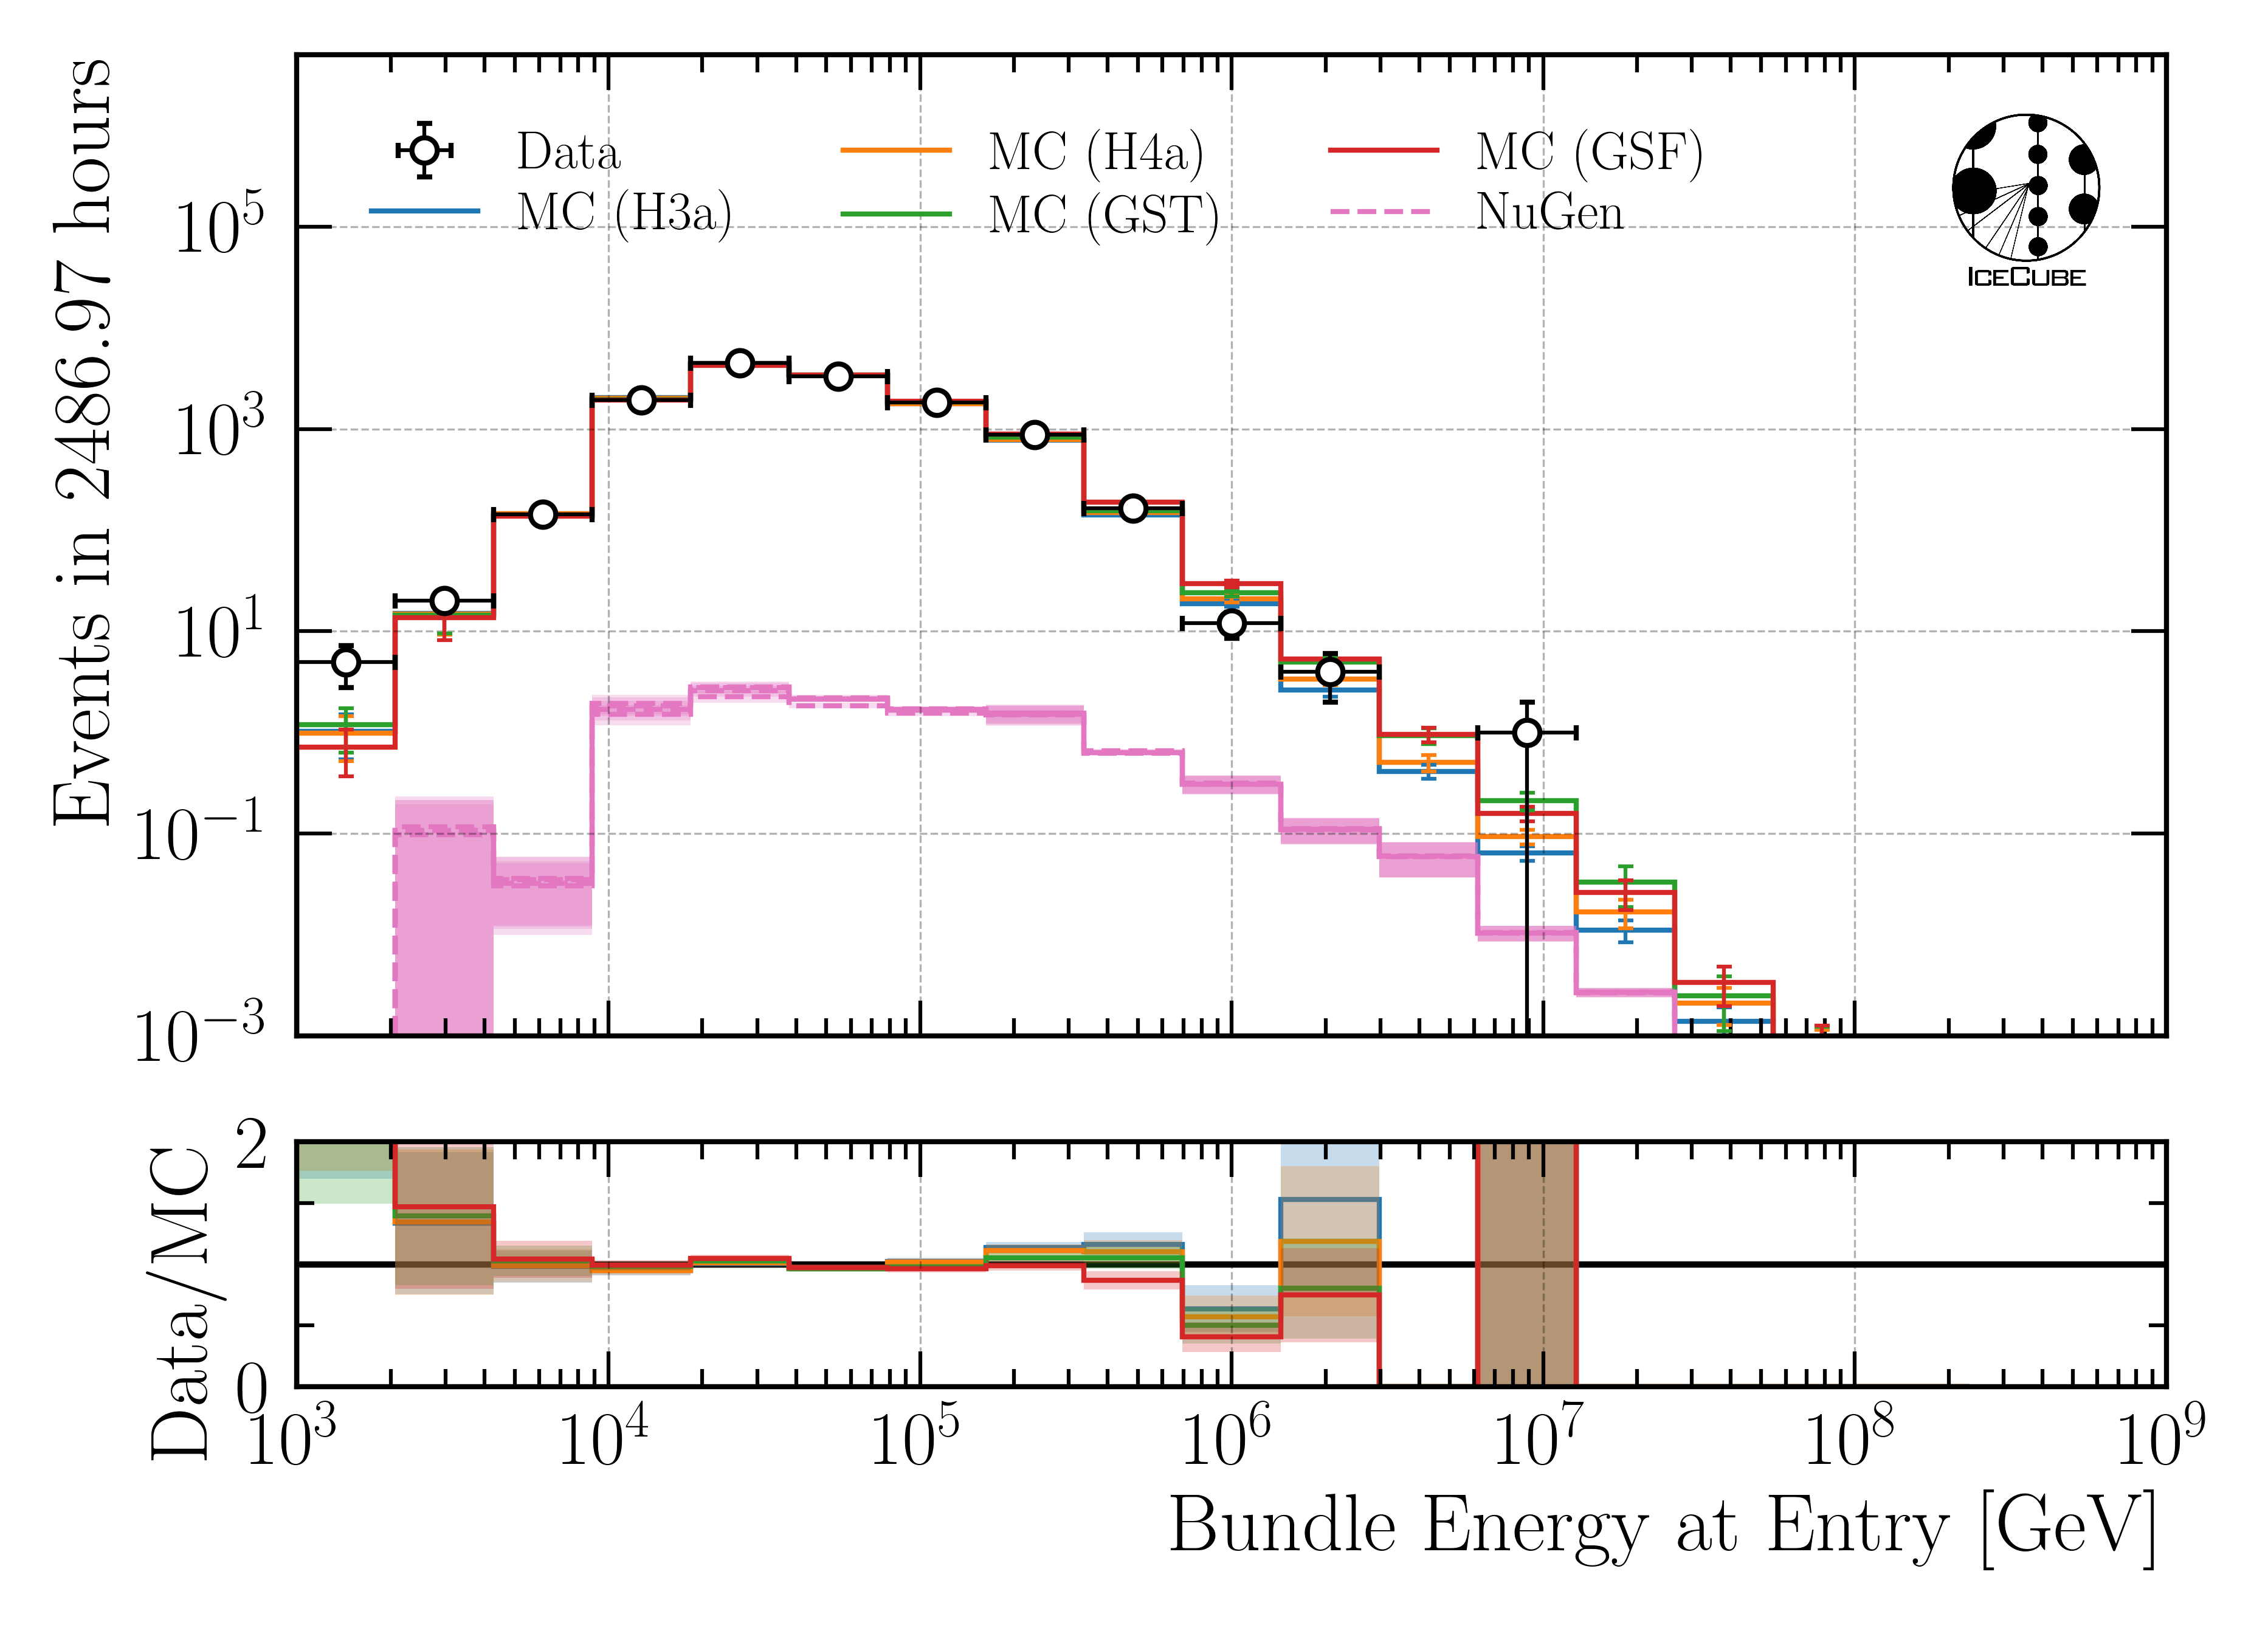 Events in 2486.97 hours
10^5
10^3
10^1
10^−1
10^−3
Data
MC (H3a)
MC (H4a)
MC (GST)
MC (GSF)
NuGen
ICECUBE
Data/MC
2
0
10^3 10^4 10^5 10^6 10^7 10^8 10^9
Bundle Energy at Entry [GeV]